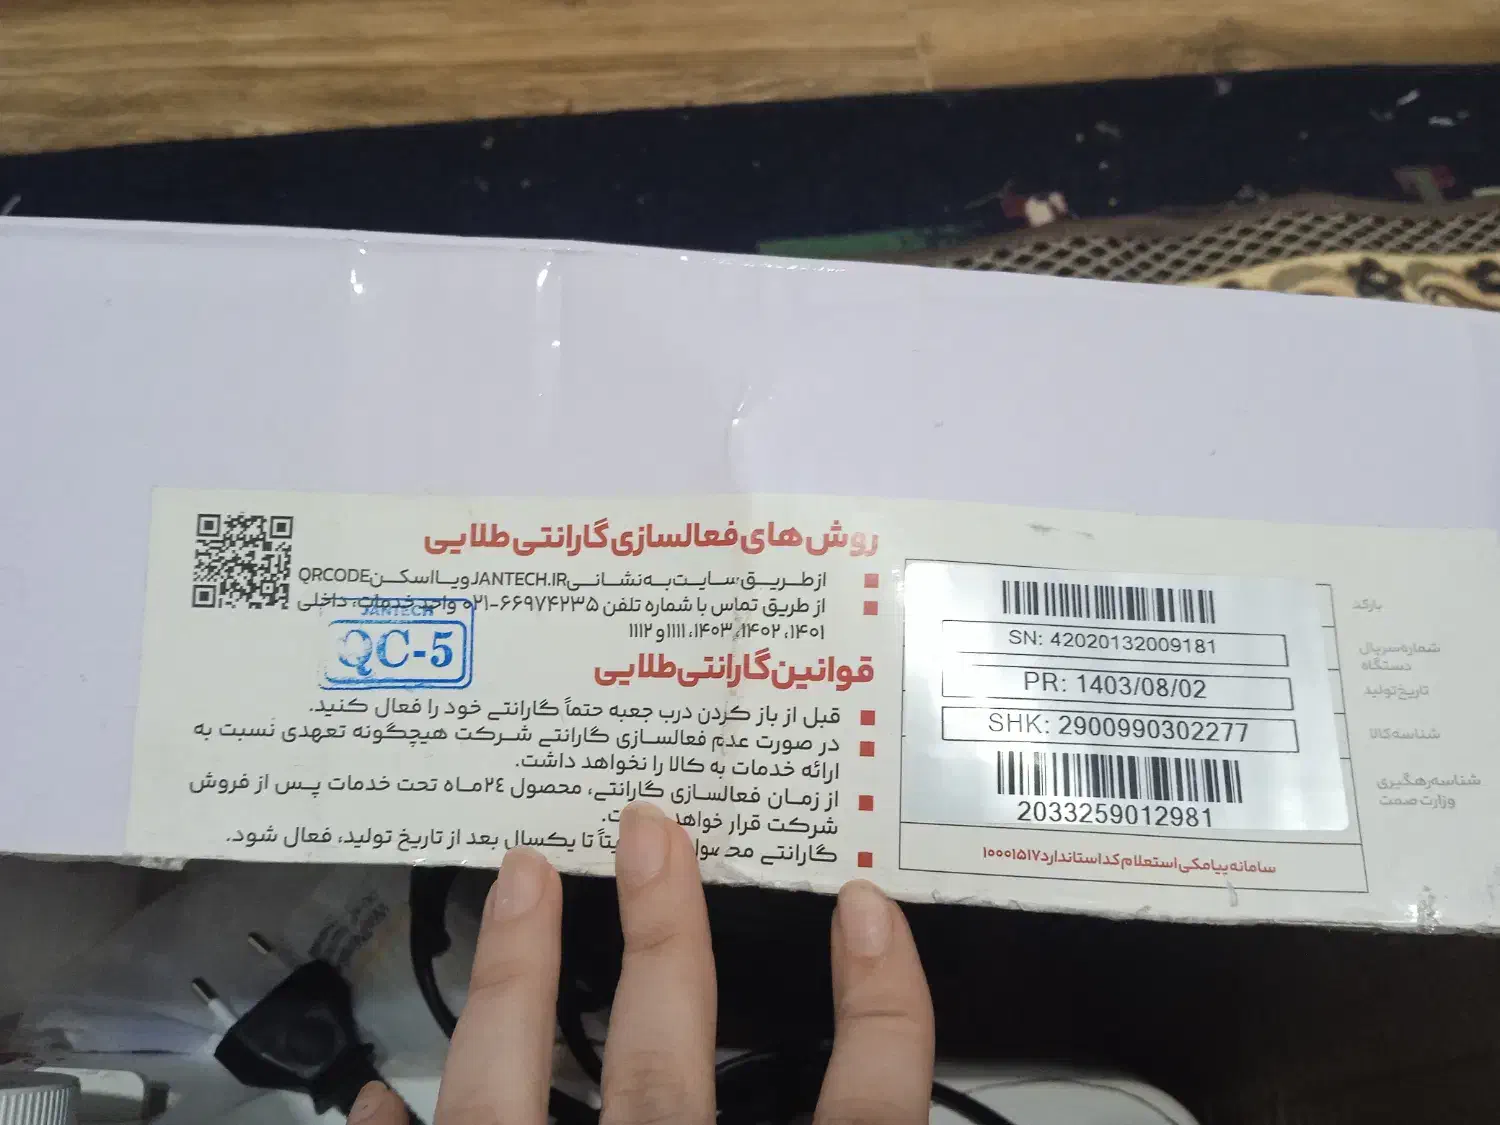 روش‌های فعالسازی گارانتی طلایی
از طریق سایت به نشانی JANTECH.IR و یا اسکن QRCODE
از طریق تماس با شماره تلفن ۶۶۹۷۴۲۳۵-۰۲۱ واحد خدمات، داخلی
۱۴۰۱، ۱۴۰۲، ۱۴۰۳، ۱۱۱۱ و ۱۱۱۲
JANTECH
QC-5
قوانین گارانتی طلایی
قبل از باز کردن درب جعبه حتماً گارانتی خود را فعال کنید.
در صورت عدم فعالسازی گارانتی شرکت هیچگونه تعهدی نسبت به
ارائه خدمات به کالا را نخواهد داشت.
از زمان فعالسازی گارانتی، محصول ۲۴ ماه تحت خدمات پس از فروش
شرکت قرار خواهد
گارانتی تا یکسال بعد از تاریخ تولید، فعال شود.
بارکد
شماره سریال
دستگاه
SN: 42020132009181
تاریخ تولید
PR: 1403/08/02
شناسه کالا
SHK: 2900990302277
شناسه رهگیری
وزارت صمت
2033259012981
سامانه پیامکی استعلام کد استاندارد ۱۰۰۰۱۵۱۷